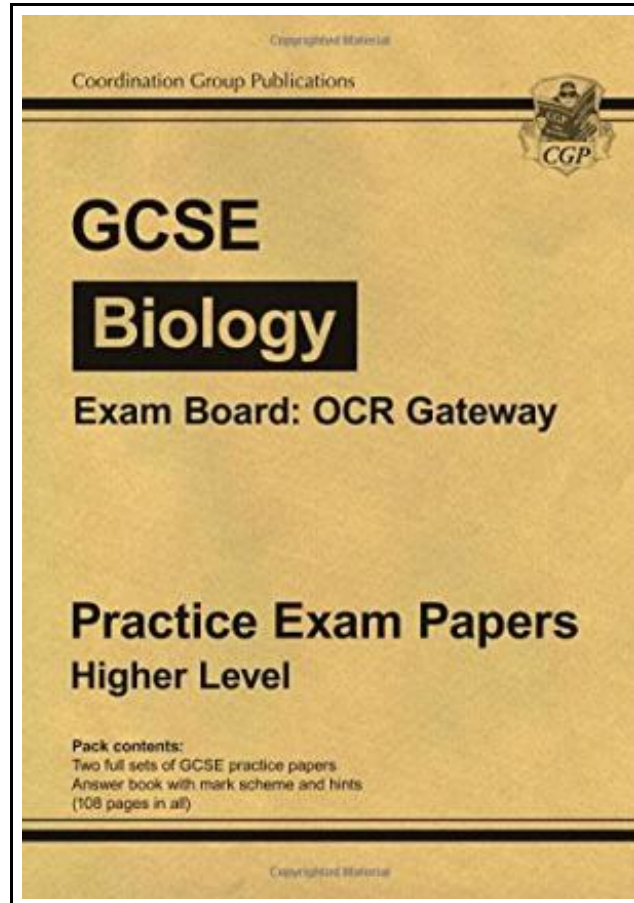 Copyrighted Material
Coordination Group Publications
CGP
GCSE
Biology
Exam Board: OCR Gateway
Practice Exam Papers
Higher Level
Pack contents:
Two full sets of GCSE practice papers
Answer book with mark scheme and hints
(108 pages in all)
Copyrighted Material